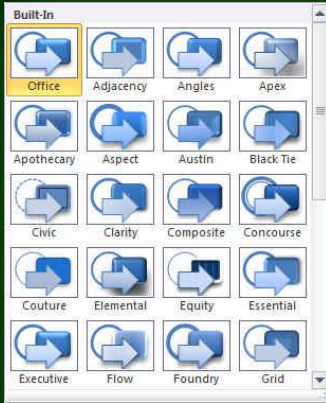 Built-In
Office Adjacency Angles Apex
Apothecary Aspect Austin Black Tie
Civic Clarity Composite Concourse
Couture Elemental Equity Essential
Executive Flow Foundry Grid